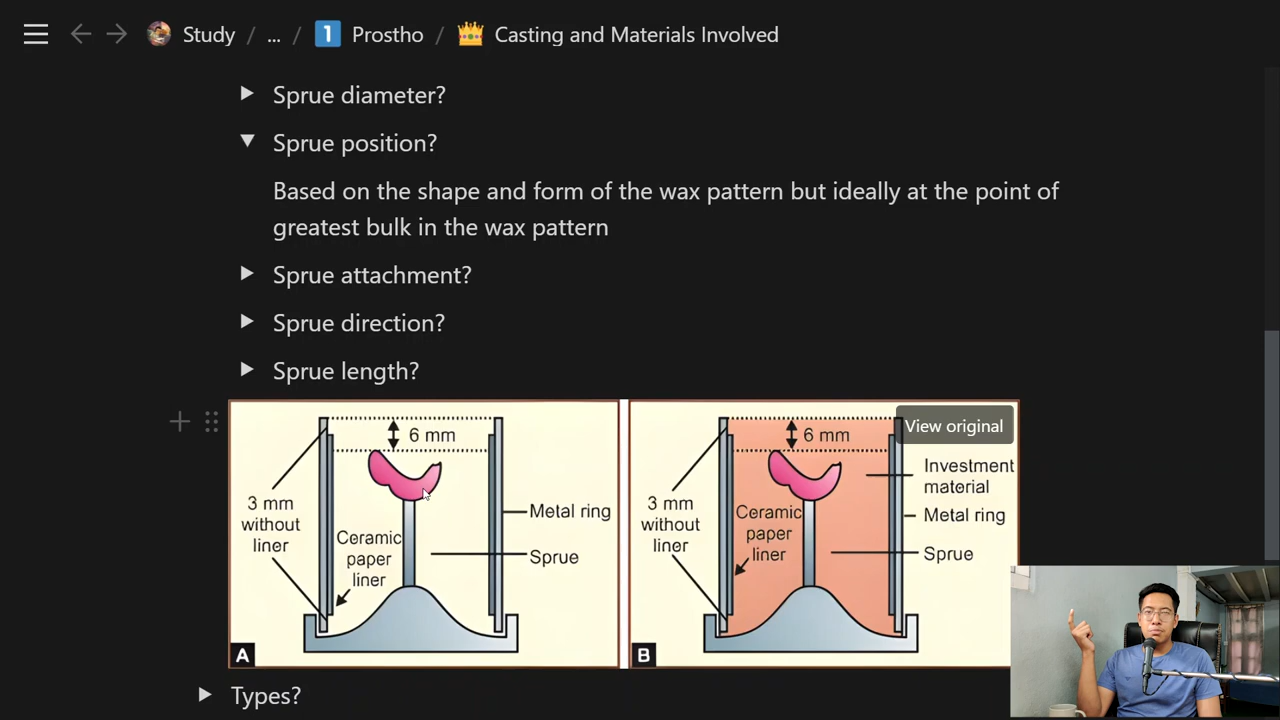 Study / ... / 1 Prostho / Casting and Materials Involved
Sprue diameter?
Sprue position?
Based on the shape and form of the wax pattern but ideally at the point of
greatest bulk in the wax pattern
Sprue attachment?
Sprue direction?
Sprue length?
6 mm
3 mm
without
liner
Ceramic
paper
liner
Metal ring
Sprue
A
View original
6 mm
3 mm
without
liner
Ceramic
paper
liner
Investment
material
Metal ring
Sprue
B
Types?